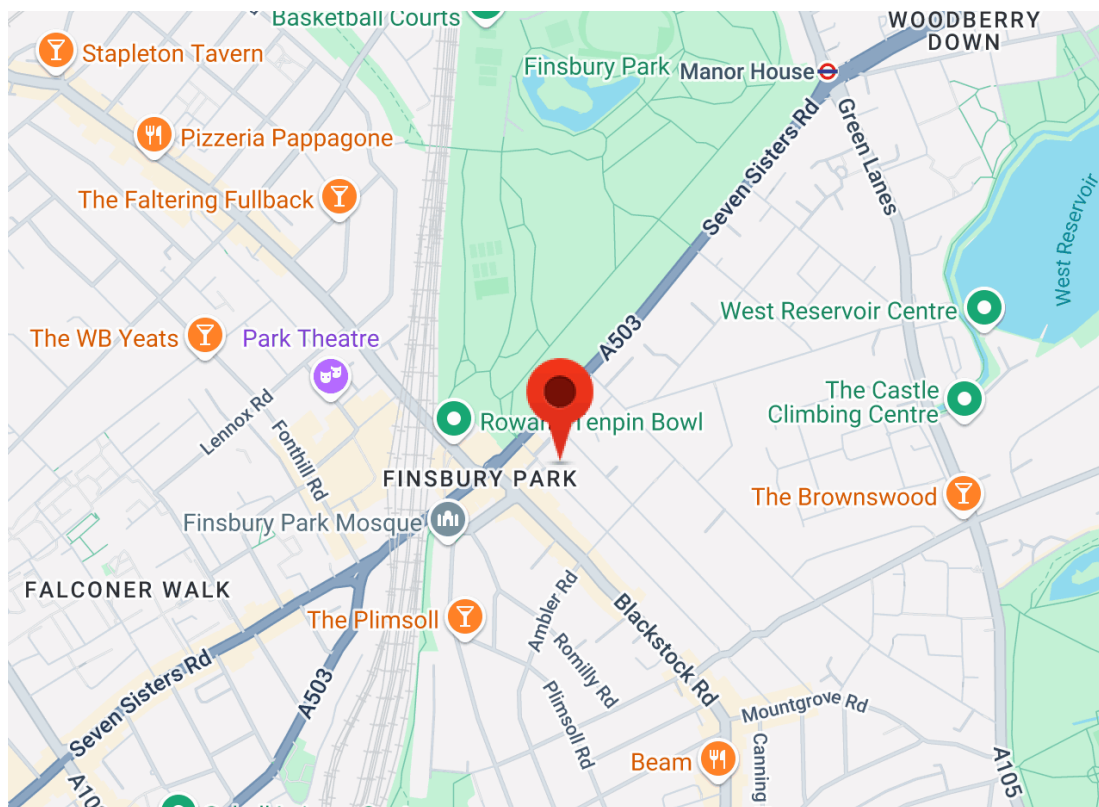 Basketball Courts
WOODBERRY
DOWN
Stapleton Tavern
Finsbury Park
Manor House
Pizzeria Pappagone
Green Lanes
The Faltering Fullback
Seven Sisters Rd
West Reservoir
West Reservoir Centre
The WB Yeats
Park Theatre
A503
The Castle
Climbing Centre
Lennox Rd
Tenpin Bowl
Fonthill Rd
FINSBURY PARK
The Brownswood
Finsbury Park Mosque
FALCONER WALK
Ambler Rd
Blackstock Rd
The Plimsoll
Romilly Rd
Seven Sisters Rd
A503
Plimsoll Rd
Mountgrove Rd
Beam
Canning
A105